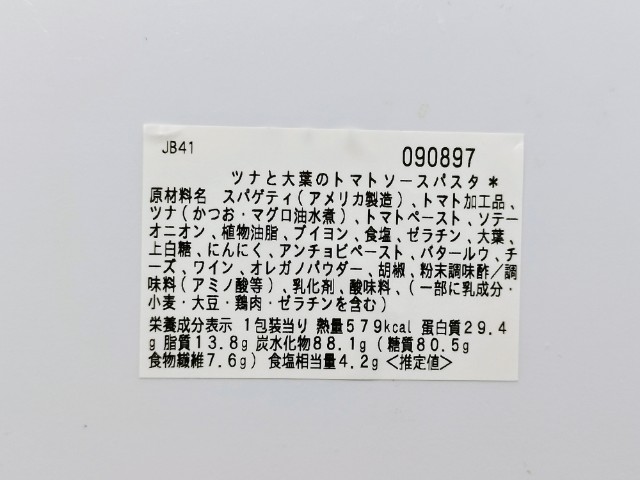 JB41
090897
ツナと大葉のトマトソースパスタ*
原材料名 スパゲティ(アメリカ製造)、トマト加工品、
ツナ(かつお・マグロ油水煮)、トマトペースト、ソテー
オニオン、植物油脂、ブイヨン、食塩、ゼラチン、大葉、
上白糖、にんにく、アンチョビペースト、バタールウ、チ
ーズ、ワイン、オレガノパウダー、胡椒、粉末調味酢/調
味料(アミノ酸等)、乳化剤、酸味料、(一部に乳成分・
小麦・大豆・鶏肉・ゼラチンを含む)
栄養成分表示 1包装当り 熱量579kcal 蛋白質29.4
g 脂質13.8g 炭水化物88.1g(糖質80.5g
食物繊維7.6g) 食塩相当量4.2g <推定値>